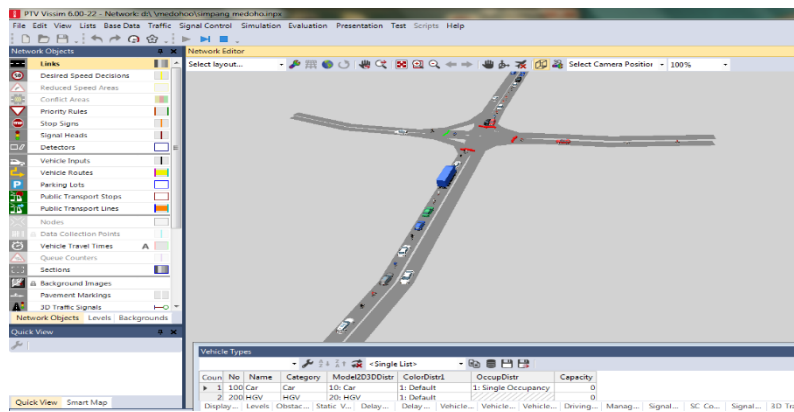 PTV Vissim 6.00-22 - Network: d:\ \medohoo\simpang medoho.inpx
File Edit View Lists Base Data Traffic Signal Control Simulation Evaluation Presentation Test Scripts Help
Network Objects
Network Editor
Select layout...
Select Camera Position
100%
Links
Desired Speed Decisions
Reduced Speed Areas
Conflict Areas
Priority Rules
Stop Signs
Signal Heads
Detectors
Vehicle Inputs
Vehicle Routes
Parking Lots
Public Transport Stops
Public Transport Lines
Nodes
Data Collection Points
Vehicle Travel Times A
Queue Counters
Sections
Background Images
Pavement Markings
3D Traffic Signals
Network Objects Levels Backgrounds
Quick View
Quick View Smart Map
Vehicle Types
<Single List>
Coun No Name Category Model2D3DDistr ColorDistr1 OccupDistr Capacity
1 100 Car Car 10: Car 1: Default 1: Single Occupancy 0
2 200 HGV HGV 20: HGV 1: Default 0
Display... Levels Obstac... Static V... Delay... Delay... Vehicle... Vehicle... Vehicle... Driving... Manag... Signal... SC Co... Signal... 3D Tra